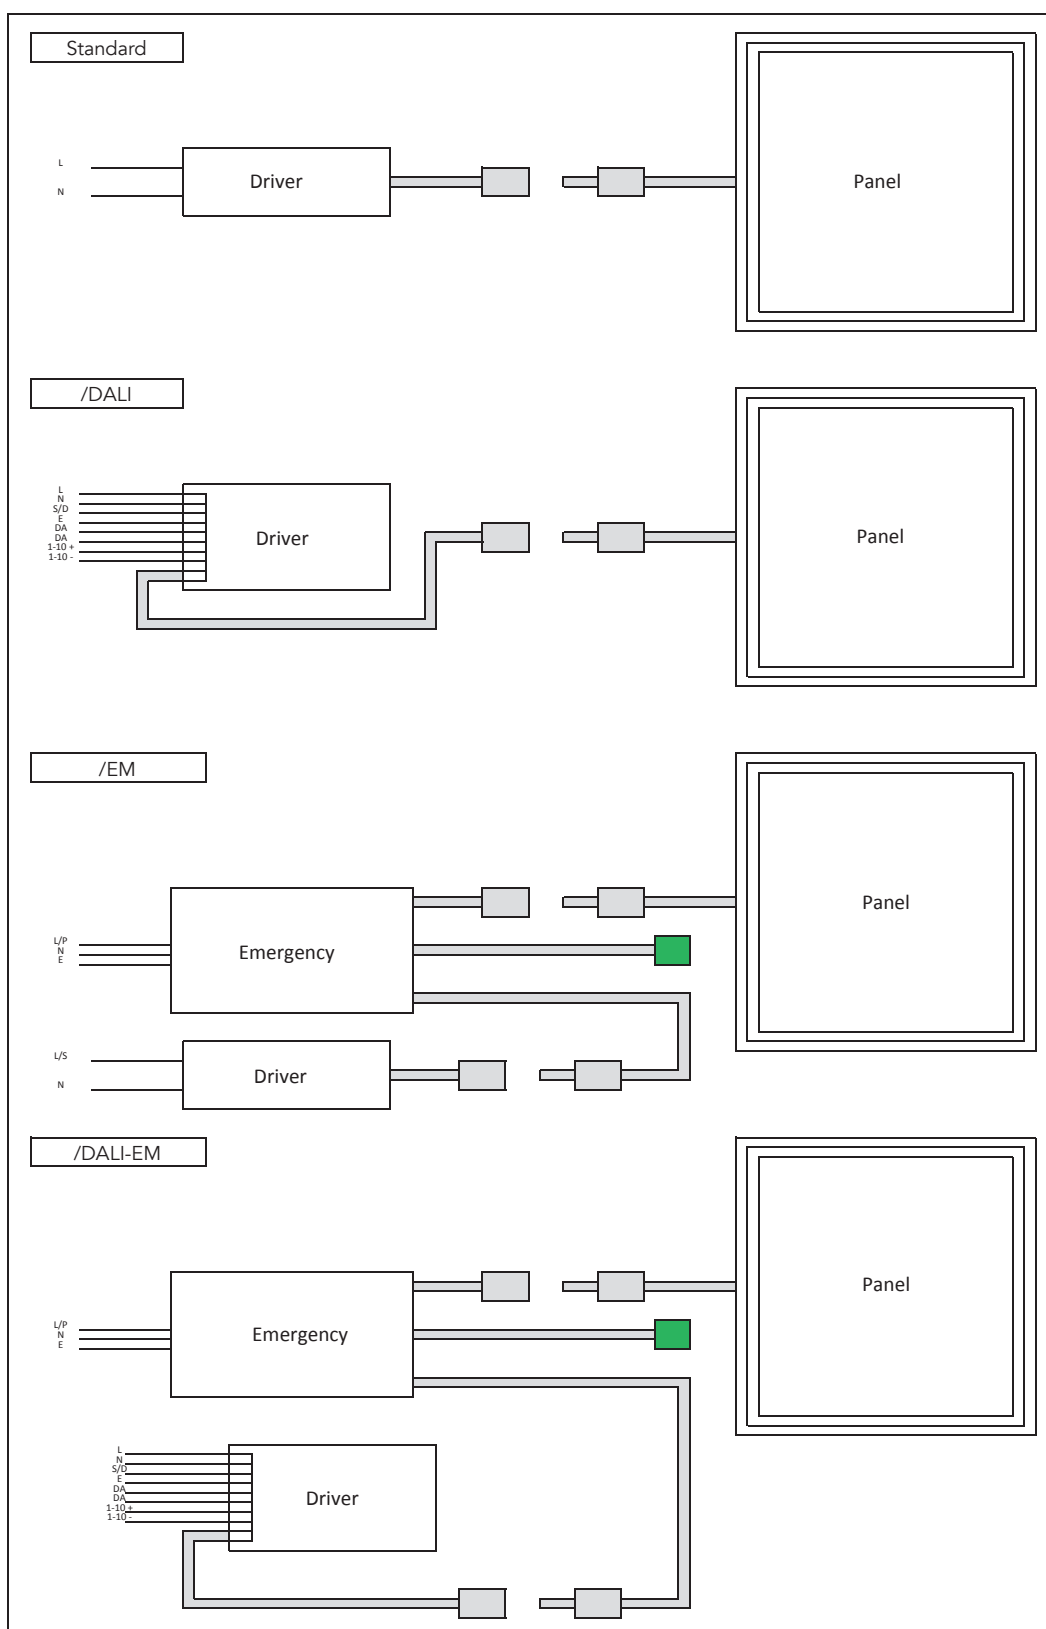 Standard
L
N
Driver
Panel
/DALI
L
N
S/D
E
DA
DA
1-10 +
1-10 -
Driver
Panel
/EM
L/P
N
E
Emergency
Panel
L/S
N
Driver
/DALI-EM
L/P
N
E
Emergency
Panel
L
N
S/D
E
DA
DA
1-10 +
1-10 -
Driver